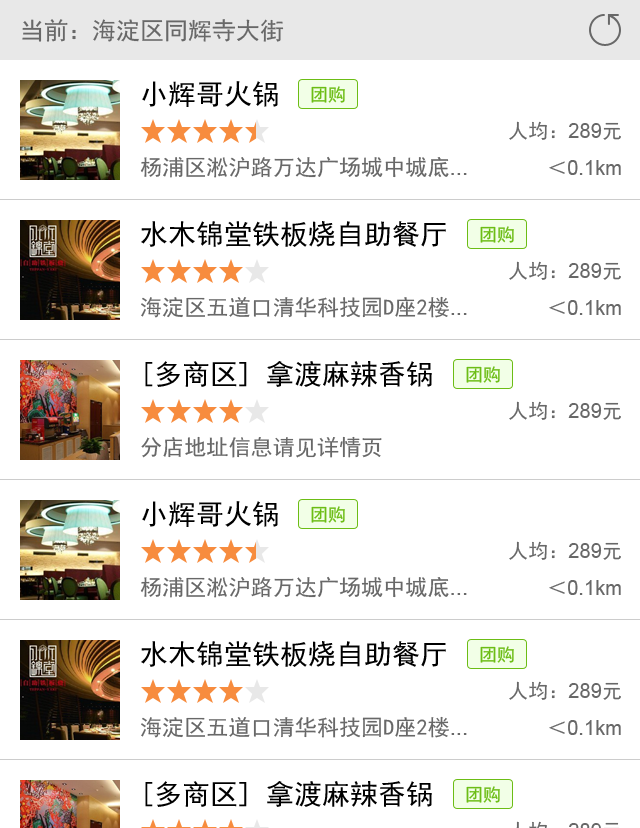 当前：海淀区同辉寺大街
小辉哥火锅 团购
人均：289元
杨浦区淞沪路万达广场城中城底... <0.1km
水木锦堂铁板烧自助餐厅 团购
人均：289元
海淀区五道口清华科技园D座2楼... <0.1km
[多商区] 拿渡麻辣香锅 团购
人均：289元
分店地址信息请见详情页
小辉哥火锅 团购
人均：289元
杨浦区淞沪路万达广场城中城底... <0.1km
水木锦堂铁板烧自助餐厅 团购
人均：289元
海淀区五道口清华科技园D座2楼... <0.1km
[多商区] 拿渡麻辣香锅 团购
人均：289元